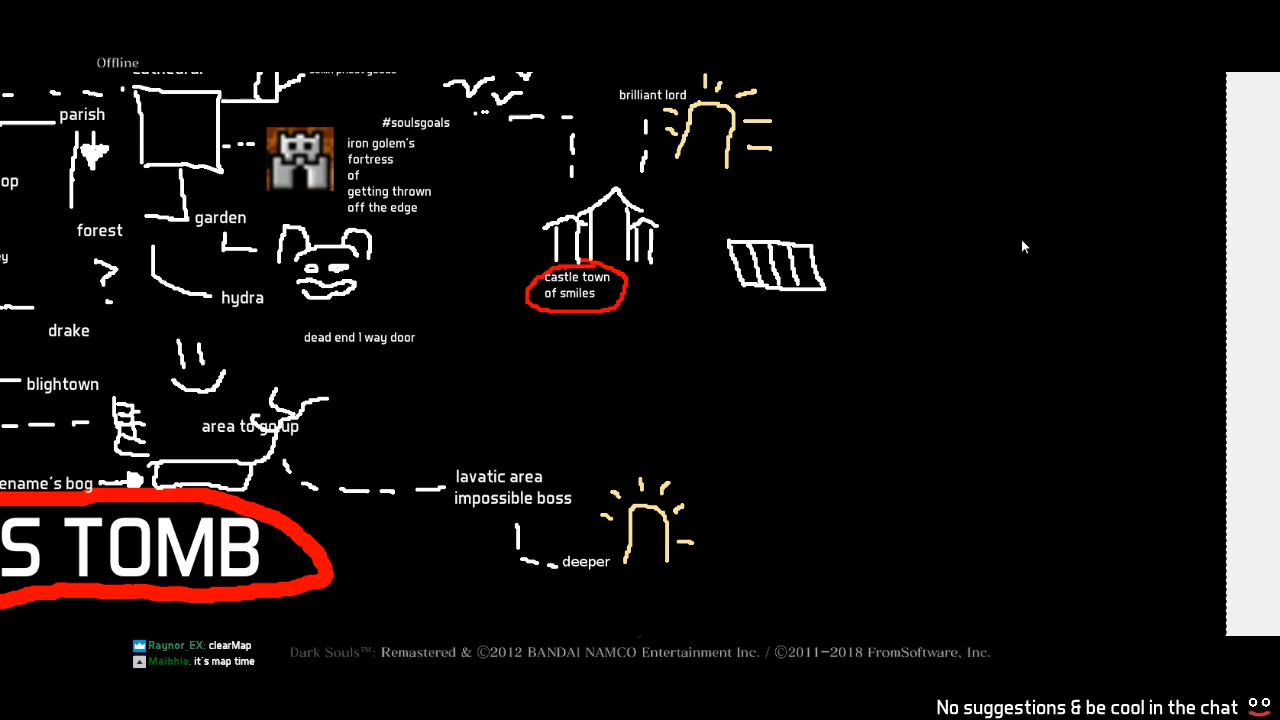 Offline
cathedral
parish
brilliant lord
#soulsgoals
iron golem's
fortress
of
getting thrown
off the edge
op
garden
forest
ey
hydra
castle town
of smiles
drake
dead end 1 way door
blightown
area to go up
ename's bog
lavatic area
impossible boss
S TOMB
deeper
Raynor_EX: clearMap
Maibhla: it's map time
Dark Souls™: Remastered & ©2012 BANDAI NAMCO Entertainment Inc. / ©2011-2018 FromSoftware, Inc.
No suggestions & be cool in the chat